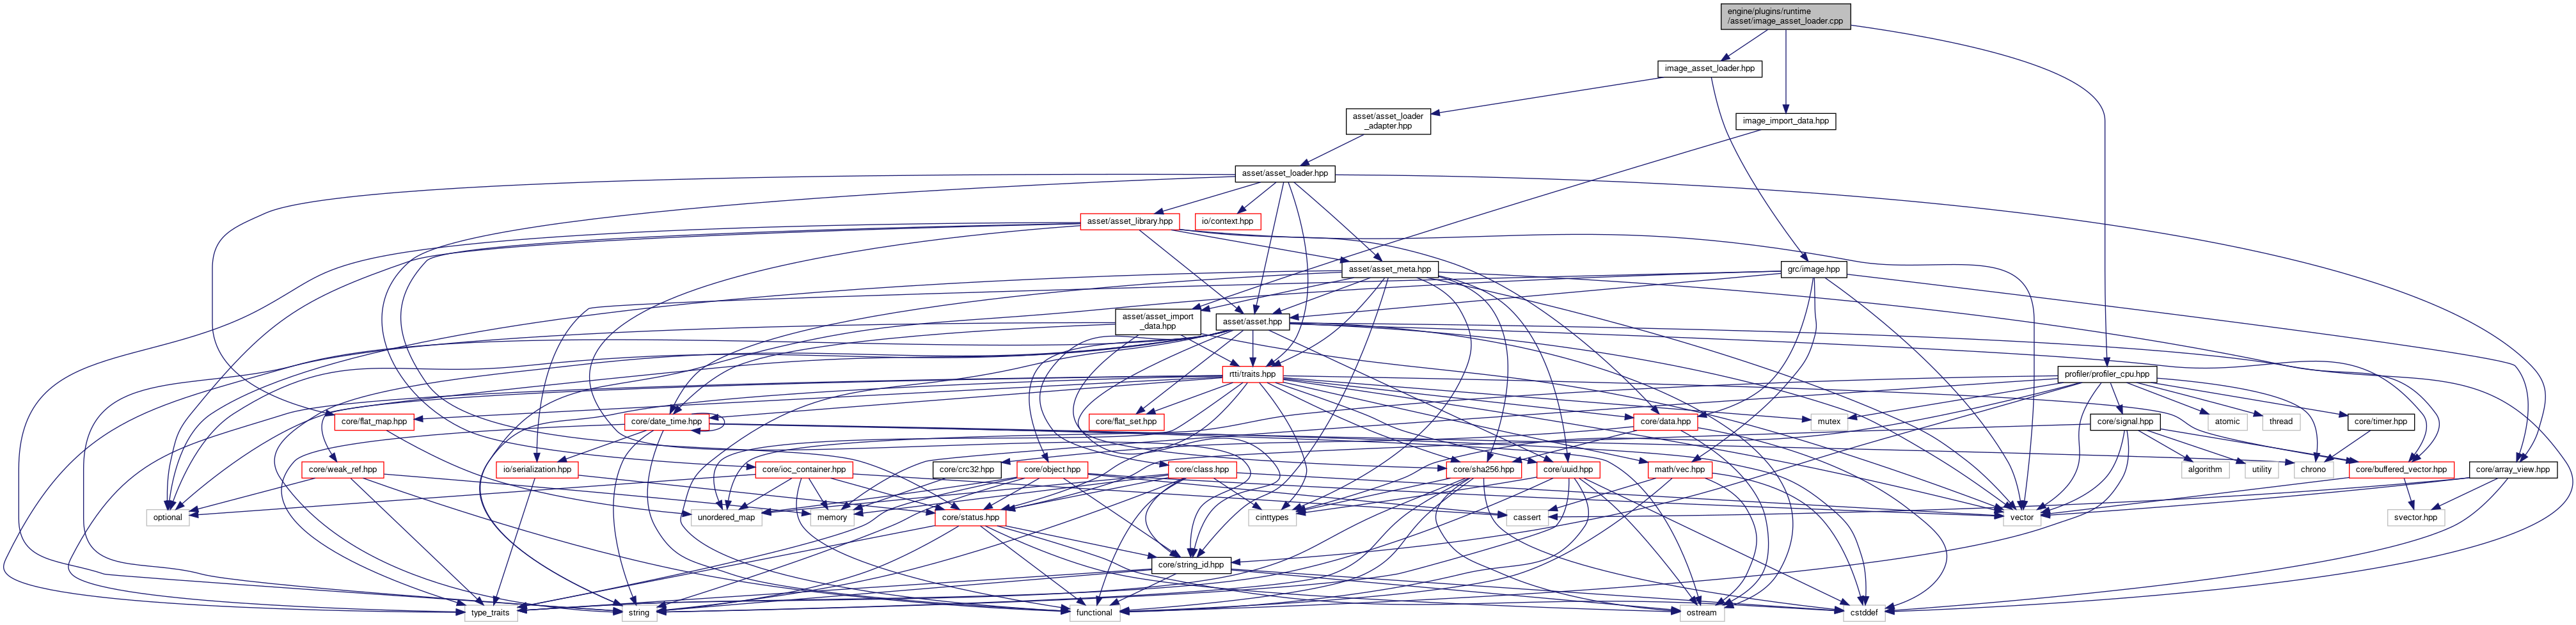 engine/plugins/runtime
/asset/image_asset_loader.cpp
image_asset_loader.hpp
asset/asset_loader
_adapter.hpp
image_import_data.hpp
asset/asset_loader.hpp
asset/asset_library.hpp
io/context.hpp
asset/asset_meta.hpp
grc/image.hpp
asset/asset_import
_data.hpp
asset/asset.hpp
rtti/traits.hpp
profiler/profiler_cpu.hpp
core/flat_map.hpp
core/date_time.hpp
core/flat_set.hpp
core/data.hpp
mutex
core/signal.hpp
atomic
thread
core/timer.hpp
core/weak_ref.hpp
io/serialization.hpp
core/ioc_container.hpp
core/crc32.hpp
core/object.hpp
core/class.hpp
core/sha256.hpp
core/uuid.hpp
math/vec.hpp
algorithm
utility
chrono
core/buffered_vector.hpp
core/array_view.hpp
optional
unordered_map
memory
core/status.hpp
cinttypes
cassert
vector
svector.hpp
core/string_id.hpp
type_traits
string
functional
ostream
cstddef